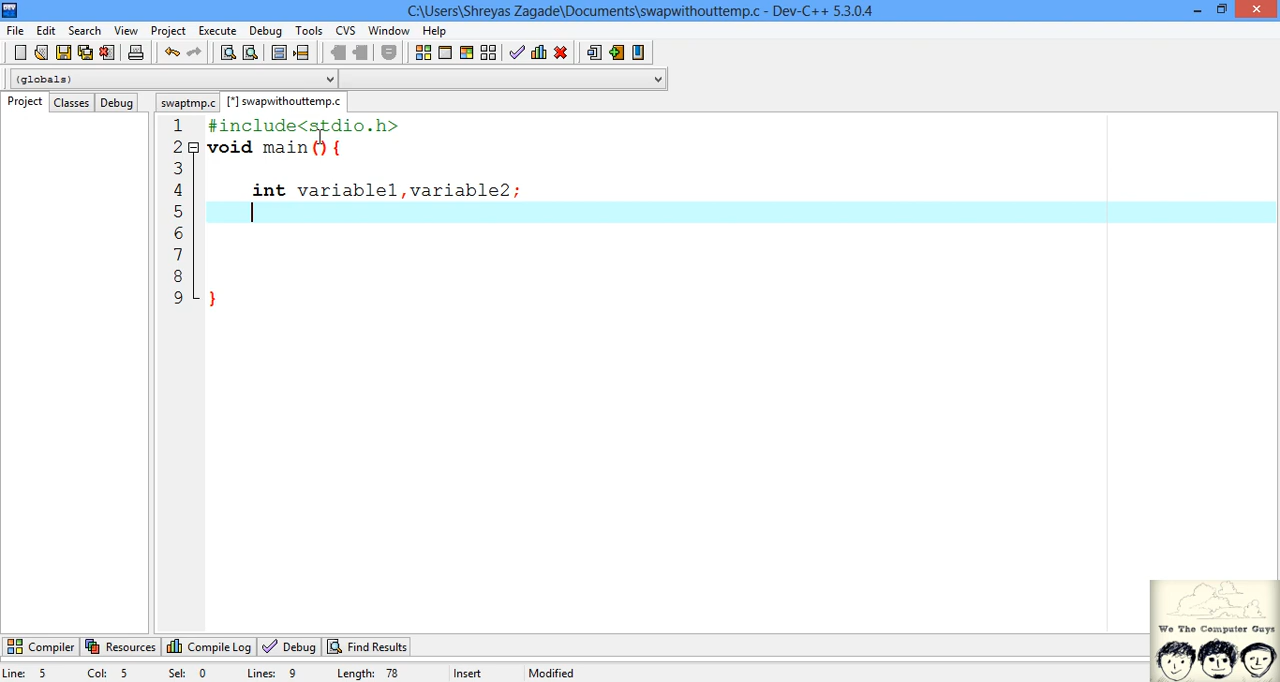 C:\Users\Shreyas Zagade\Documents\swapwithouttemp.c - Dev-C++ 5.3.0.4
File Edit Search View Project Execute Debug Tools CVS Window Help
(globals)
Project Classes Debug swaptmp.c [*] swapwithouttemp.c
1 #include<stdio.h>
2 void main(){
3
4 int variable1,variable2;
5
6
7
8
9 }
We The Computer Guys
Compiler Resources Compile Log Debug Find Results
Line: 5 Col: 5 Sel: 0 Lines: 9 Length: 78 Insert Modified